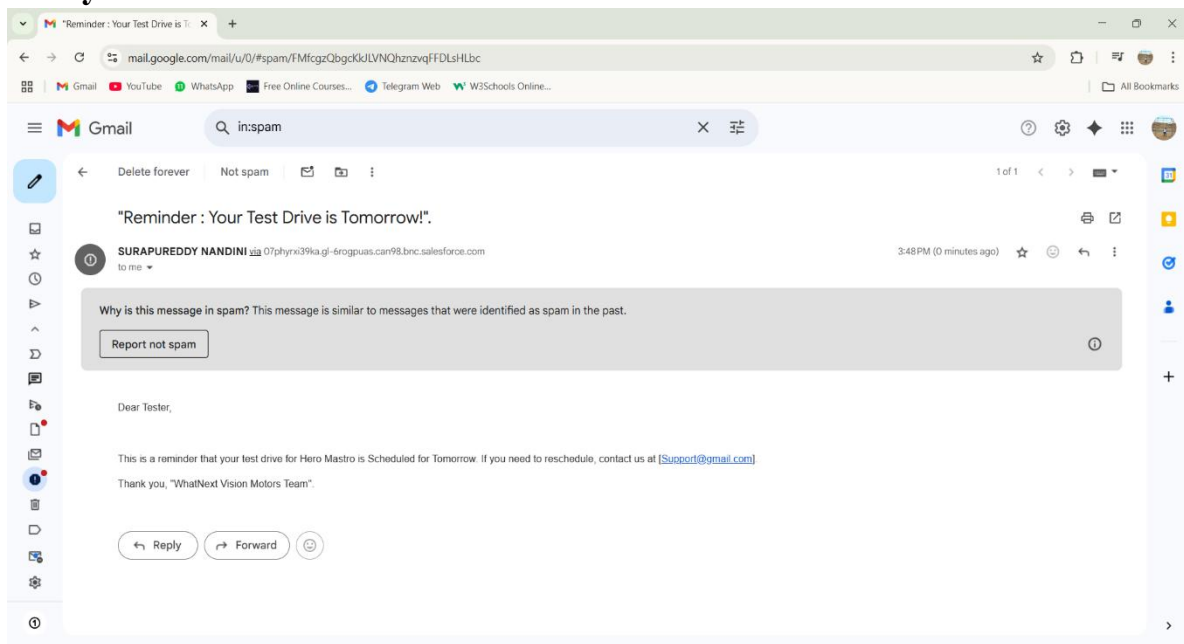 "Reminder : Your Test Drive is To
mail.google.com/mail/u/0/#spam/FMfcgzQbgcKkJLVNQhznzvqFFDLsHLbc
Gmail YouTube WhatsApp Free Online Courses... Telegram Web W3Schools Online... All Bookmarks
Gmail in:spam
Delete forever Not spam 1 of 1
"Reminder : Your Test Drive is Tomorrow!".
SURAPUREDDY NANDINI via 07phyrxi39ka.gl-6rogpuas.can98.bnc.salesforce.com 3:48 PM (0 minutes ago)
to me
Why is this message in spam? This message is similar to messages that were identified as spam in the past.
Report not spam
Dear Tester,
This is a reminder that your test drive for Hero Mastro is Scheduled for Tomorrow. If you need to reschedule, contact us at [Support@gmail.com]
Thank you, "WhatNext Vision Motors Team".
Reply Forward